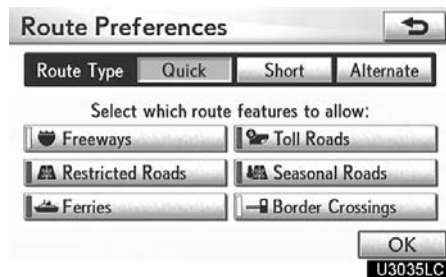 Route Preferences
Route Type Quick Short Alternate
Select which route features to allow:
Freeways Toll Roads
Restricted Roads Seasonal Roads
Ferries Border Crossings
OK
U3035LC